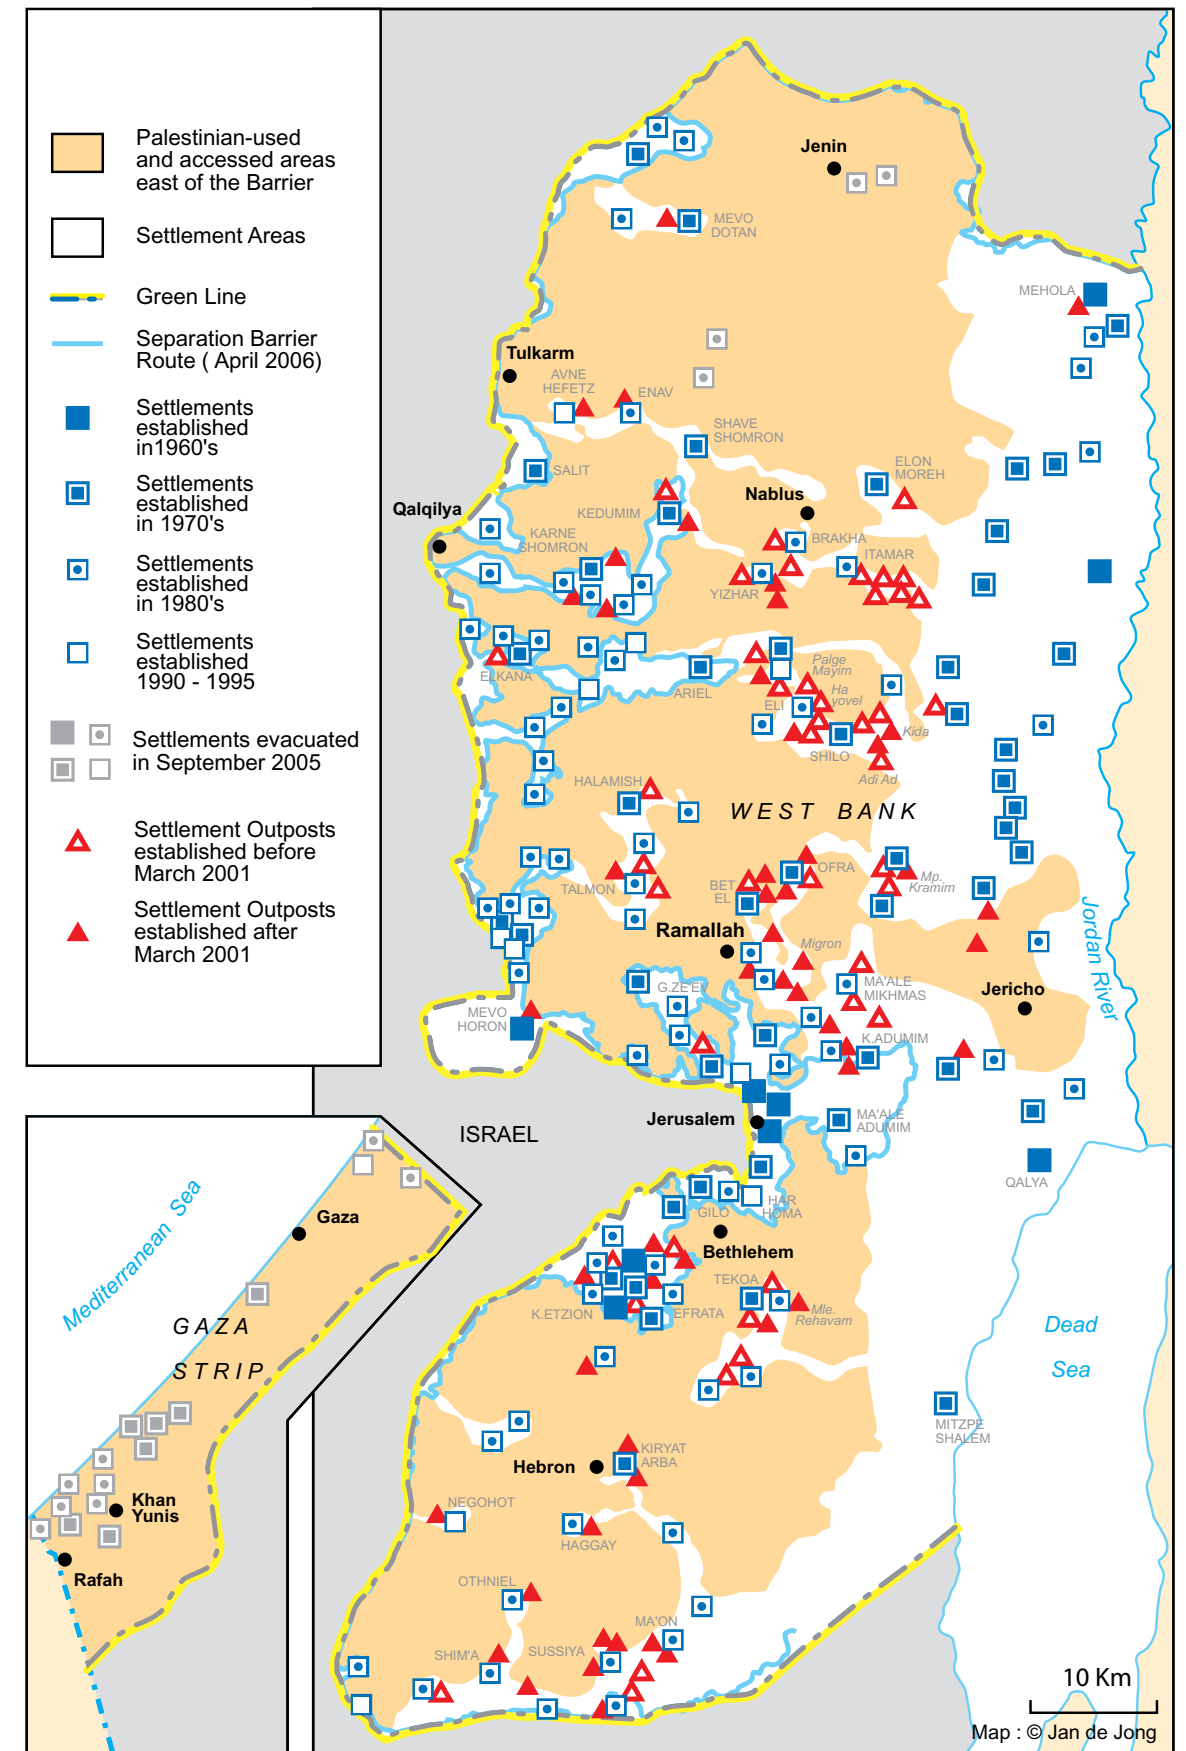 Palestinian-used
and accessed areas
east of the Barrier
Settlement Areas
Green Line
Separation Barrier
Route ( April 2006)
Settlements
established
in1960's
Settlements
established
in 1970's
Settlements
established
in 1980's
Settlements
established
1990 - 1995
Settlements evacuated
in September 2005
Settlement Outposts
established before
March 2001
Settlement Outposts
established after
March 2001
Jenin
MEVO
DOTAN
MEHOLA
Tulkarm
AVNE
HEFETZ
ENAV
SHAVE
SHOMRON
SALIT
ELON
MOREH
Nablus
Qalqilya
KEDUMIM
KARNE
SHOMRON
BRAKHA
ITAMAR
YIZHAR
ELKANA
ARIEL
Palge
Mayim
ELI
Ha
yovel
Kida
SHILO
Adi Ad
HALAMISH
WEST BANK
TALMON
BET
EL
OFRA
Mp.
Kramim
Ramallah
Migron
Jordan River
G.ZE'EV
MA'ALE
MIKHMAS
Jericho
MEVO
HORON
K.ADUMIM
Jerusalem
MA'ALE
ADUMIM
ISRAEL
QALYA
HAR
HOMA
GILO
Bethlehem
TEKOA
K.ETZION
EFRATA
Mle.
Rehavam
Dead
Sea
MITZPE
SHALEM
Hebron
KIRYAT
ARBA
NEGOHOT
HAGGAY
OTHNIEL
MA'ON
SHIM'A
SUSSIYA
Mediterranean Sea
Gaza
GAZA
STRIP
Khan
Yunis
Rafah
10 Km
Map : © Jan de Jong